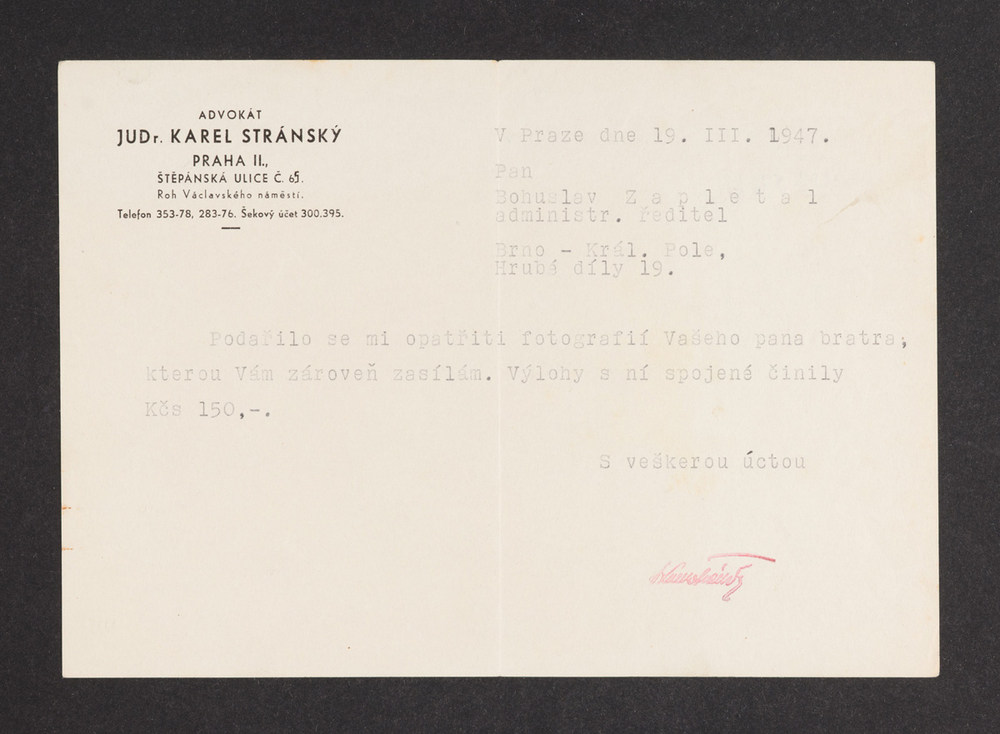 ADVOKÁT
JUDr. KAREL STRÁNSKÝ
PRAHA II.,
ŠTĚPÁNSKÁ ULICE Č. 65.
Roh Václavského náměstí.
Telefon 353-78, 283-76. Šekový účet 300.395.
V Praze dne 19. III. 1947.
Pan
Bohuslav Z a p l e t a l
administr. ředitel
Brno - Král. Pole,
Hrubé díly 19.
Podařilo se mi opatřiti fotografií Vašeho pana bratra,
kterou Vám zároveň zasílám. Výlohy s ní spojené činily
Kčs 150,-.
S veškerou úctou